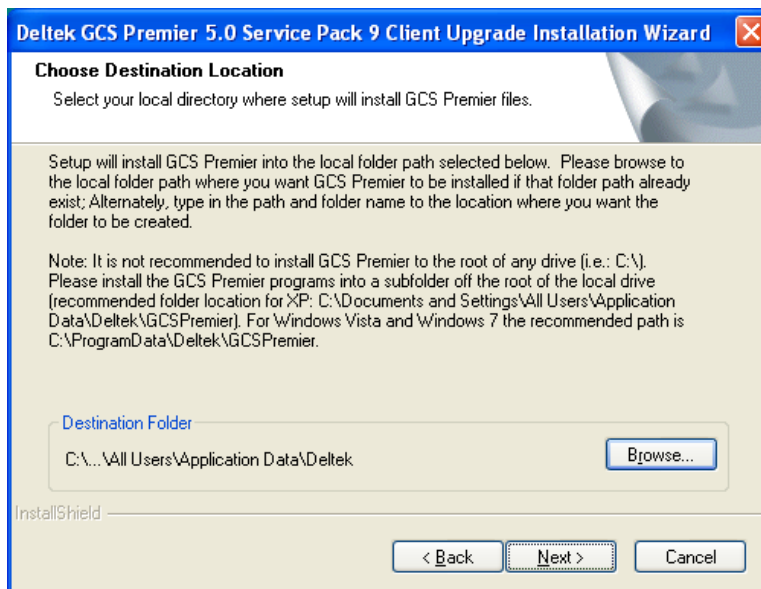 Deltek GCS Premier 5.0 Service Pack 9 Client Upgrade Installation Wizard
Choose Destination Location
Select your local directory where setup will install GCS Premier files.
Setup will install GCS Premier into the local folder path selected below.  Please browse to
the local folder path where you want GCS Premier to be installed if that folder path already
exist; Alternately, type in the path and folder name to the location where you want the
folder to be created.
Note: It is not recommended to install GCS Premier to the root of any drive (i.e.: C:\).
Please install the GCS Premier programs into a subfolder off the root of the local drive
(recommended folder location for XP: C:\Documents and Settings\All Users\Application
Data\Deltek\GCSPremier). For Windows Vista and Windows 7 the recommended path is
C:\ProgramData\Deltek\GCSPremier.
Destination Folder
C:\...\All Users\Application Data\Deltek
Browse...
InstallShield
< Back
Next >
Cancel